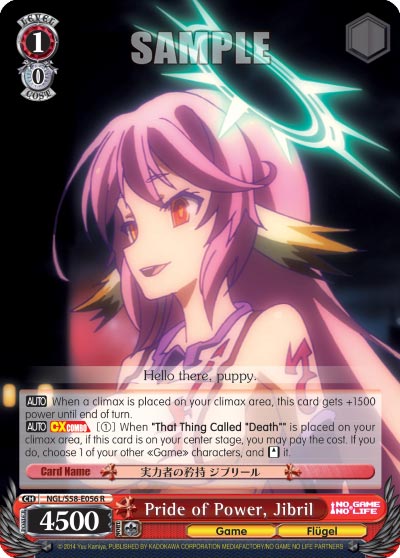 LEVEL
1
0
COST
SAMPLE
Hello there, puppy.
AUTO When a climax is placed on your climax area, this card gets +1500
power until end of turn.
AUTO CXCOMBO [①] When "That Thing Called "Death"" is placed on your
climax area, if this card is on your center stage, you may pay the cost. If you
do, choose 1 of your other «Game» characters, and it.
Card Name 実力者の矜持 ジブリール
CH NGL/S58-E056 R
POWER 4500
Pride of Power, Jibril
NO GAME NO LIFE
Game Flügel
© 2014 Yuu Kamiya, PUBLISHED BY KADOKAWA CORPORATION MEDIAFACTORY/NO GAME NO LIFE PARTNERS